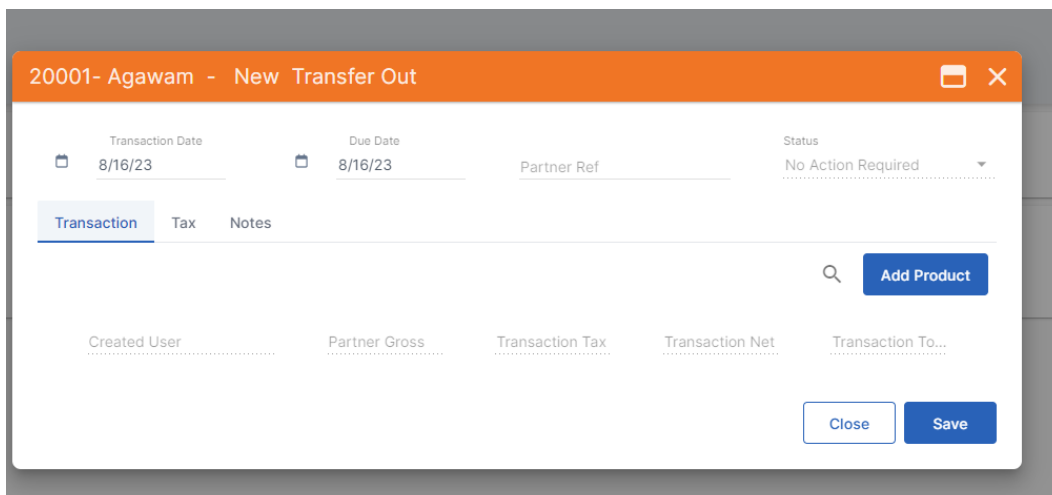 20001- Agawam - New Transfer Out
Transaction Date Due Date Status
8/16/23 8/16/23 Partner Ref No Action Required
Transaction Tax Notes
Add Product
Created User Partner Gross Transaction Tax Transaction Net Transaction To...
Close Save